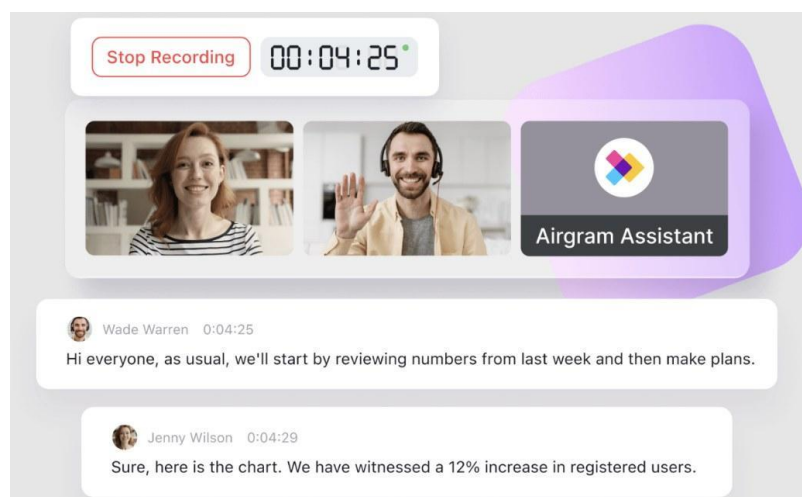 Stop Recording 00:04:25
Airgram Assistant
Wade Warren 0:04:25
Hi everyone, as usual, we'll start by reviewing numbers from last week and then make plans.
Jenny Wilson 0:04:29
Sure, here is the chart. We have witnessed a 12% increase in registered users.